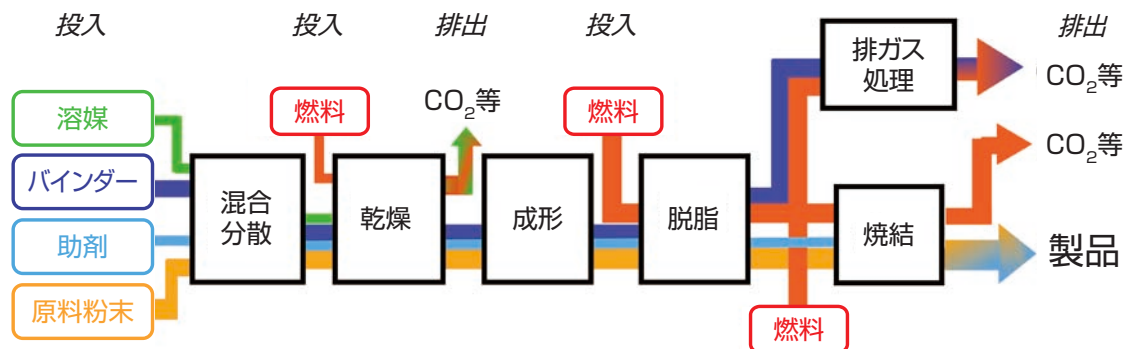 投入
投入
排出
投入
排出
溶媒
バインダー
助剤
原料粉末
燃料
CO₂等
燃料
混合
分散
乾燥
成形
脱脂
排ガス
処理
焼結
燃料
CO₂等
CO₂等
製品